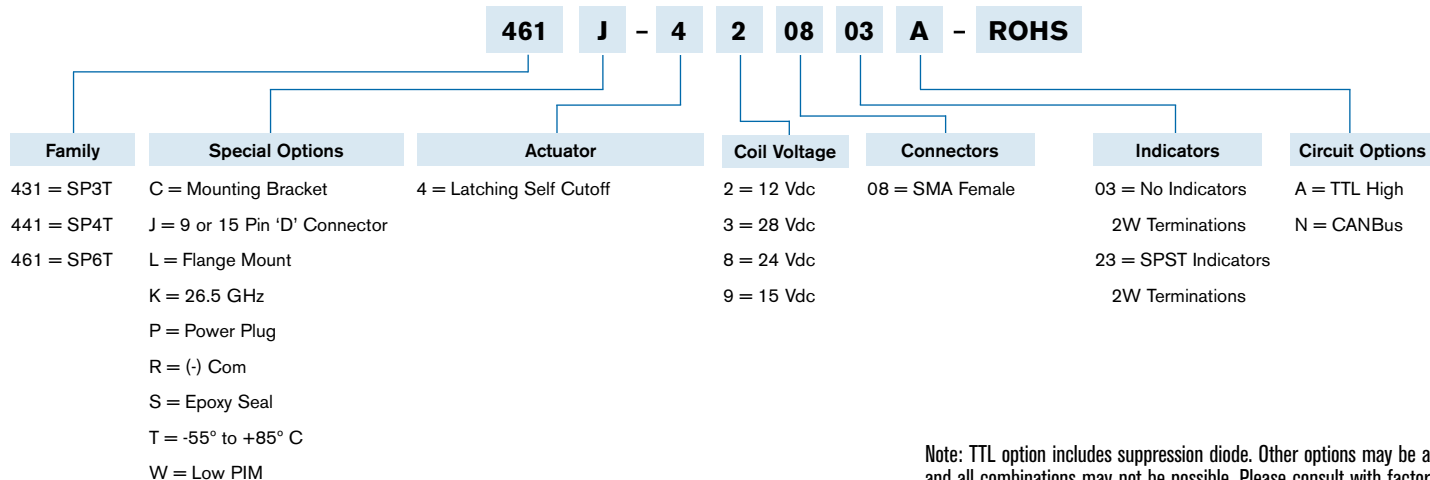 461 J – 4 2 08 03 A – ROHS
Family
431 = SP3T
441 = SP4T
461 = SP6T
Special Options
C = Mounting Bracket
J = 9 or 15 Pin ‘D’ Connector
L = Flange Mount
K = 26.5 GHz
P = Power Plug
R = (-) Com
S = Epoxy Seal
T = -55° to +85° C
W = Low PIM
Actuator
4 = Latching Self Cutoff
Coil Voltage
2 = 12 Vdc
3 = 28 Vdc
8 = 24 Vdc
9 = 15 Vdc
Connectors
08 = SMA Female
Indicators
03 = No Indicators
2W Terminations
23 = SPST Indicators
2W Terminations
Circuit Options
A = TTL High
N = CANBus
Note: TTL option includes suppression diode. Other options may be a
and all combinations may not be possible. Please consult with factor